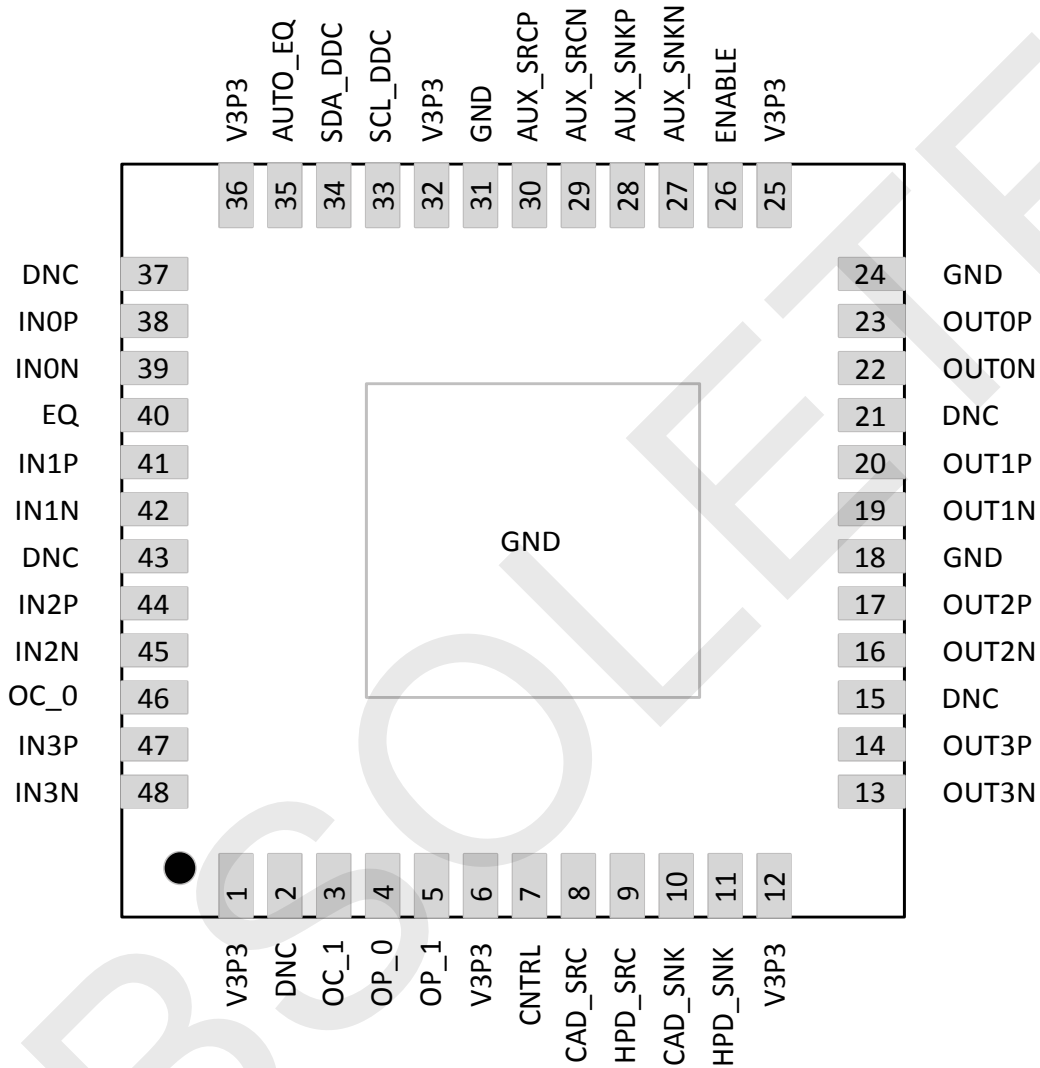 V3P3
AUTO_EQ
SDA_DDC
SCL_DDC
V3P3
GND
AUX_SRCP
AUX_SRCN
AUX_SNKP
AUX_SNKN
ENABLE
V3P3
36
35
34
33
32
31
30
29
28
27
26
25
DNC 37
IN0P 38
IN0N 39
EQ 40
IN1P 41
IN1N 42
DNC 43
IN2P 44
IN2N 45
OC_0 46
IN3P 47
IN3N 48
GND
24 GND
23 OUT0P
22 OUT0N
21 DNC
20 OUT1P
19 OUT1N
18 GND
17 OUT2P
16 OUT2N
15 DNC
14 OUT3P
13 OUT3N
1
2
3
4
5
6
7
8
9
10
11
12
V3P3
DNC
OC_1
OP_0
OP_1
V3P3
CNTRL
CAD_SRC
HPD_SRC
CAD_SNK
HPD_SNK
V3P3
BSOLETE